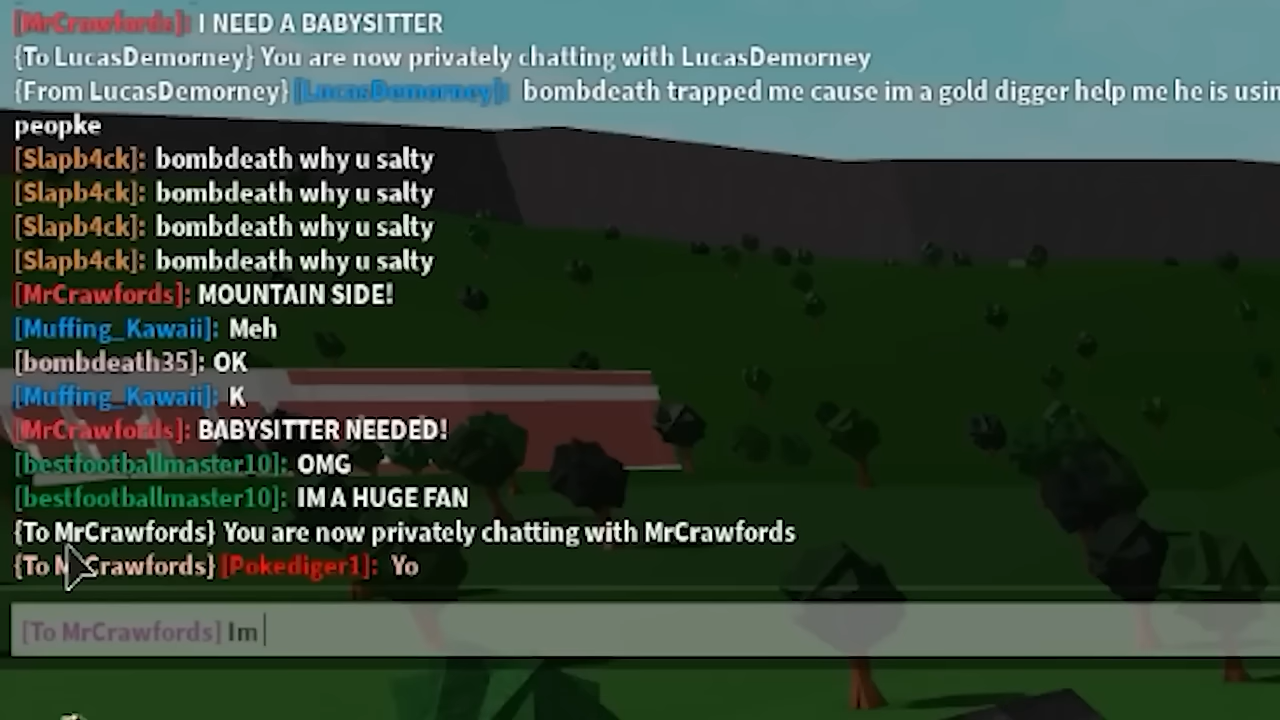 [MrCrawfords]: I NEED A BABYSITTER
{To LucasDemorney} You are now privately chatting with LucasDemorney
{From LucasDemorney} [LucasDemorney]: bombdeath trapped me cause im a gold digger help me he is usin
peopke
[Slapb4ck]: bombdeath why u salty
[Slapb4ck]: bombdeath why u salty
[Slapb4ck]: bombdeath why u salty
[Slapb4ck]: bombdeath why u salty
[MrCrawfords]: MOUNTAIN SIDE!
[Muffing_Kawaii]: Meh
[bombdeath35]: OK
[Muffing_Kawaii]: K
[MrCrawfords]: BABYSITTER NEEDED!
[bestfootballmaster10]: OMG
[bestfootballmaster10]: IM A HUGE FAN
{To MrCrawfords} You are now privately chatting with MrCrawfords
{To MrCrawfords} [Pokediger1]: Yo
[To MrCrawfords] Im